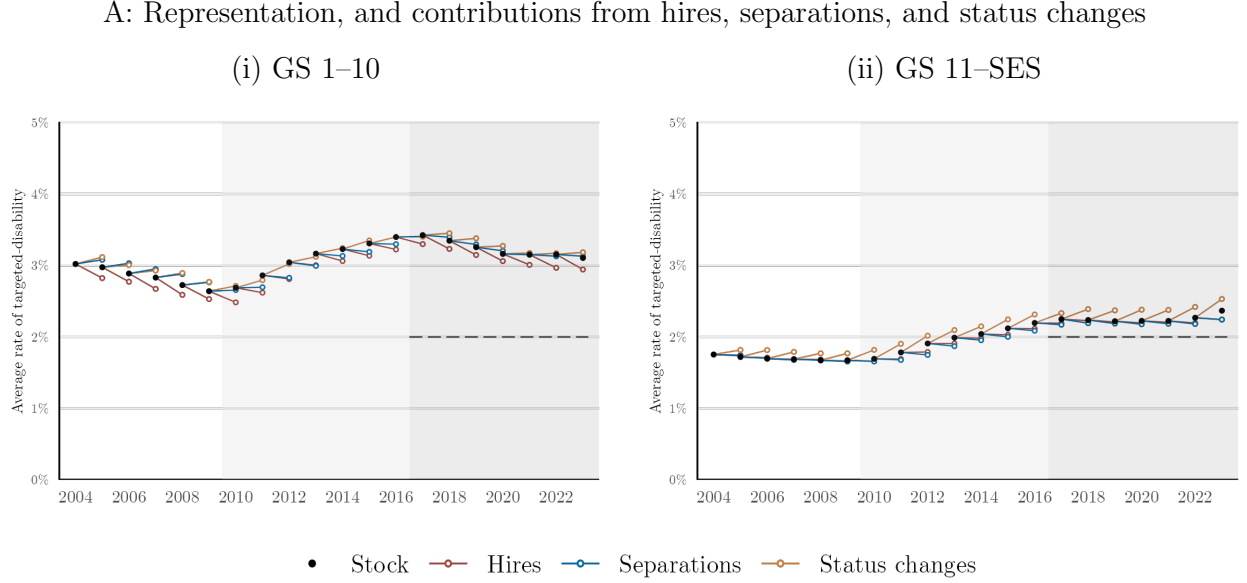 A: Representation, and contributions from hires, separations, and status changes
(i) GS 1–10
Average rate of targeted-disability
5%
4%
3%
2%
1%
0%
2004 2006 2008 2010 2012 2014 2016 2018 2020 2022
(ii) GS 11–SES
Average rate of targeted-disability
5%
4%
3%
2%
1%
0%
2004 2006 2008 2010 2012 2014 2016 2018 2020 2022
Stock Hires Separations Status changes